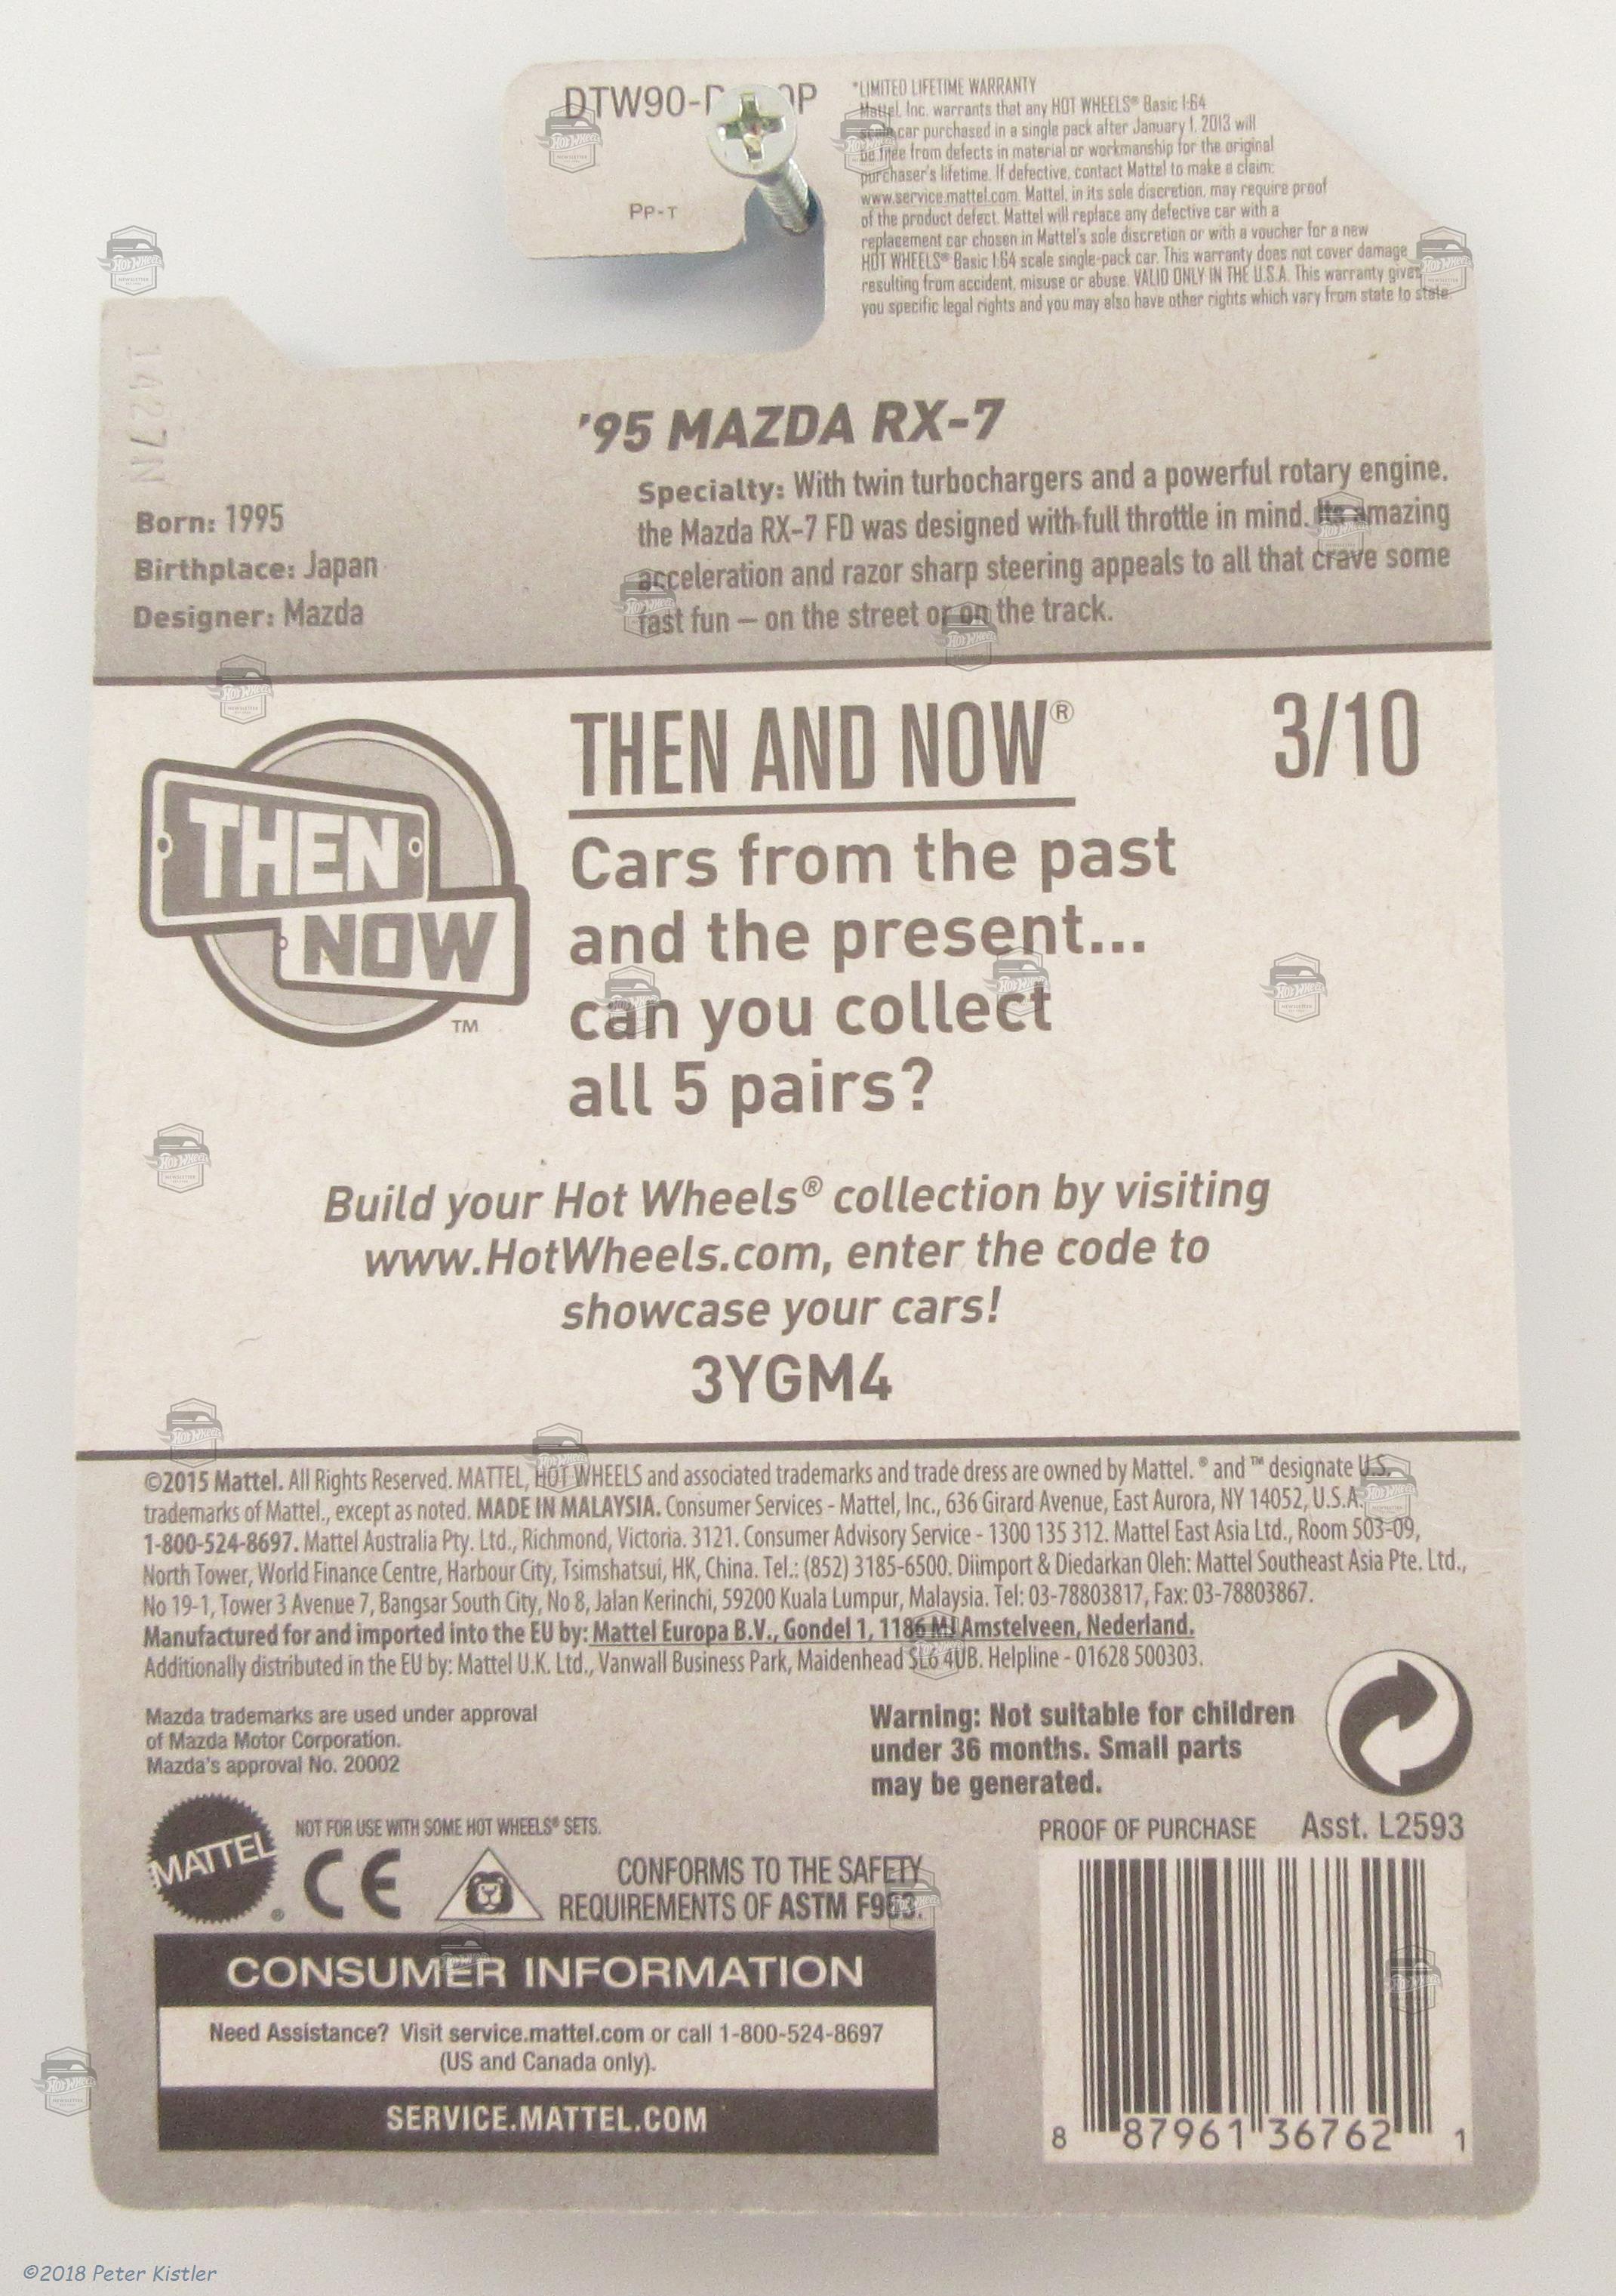 DTW90-
PP-T
*LIMITED LIFETIME WARRANTY
Mattel, Inc. warrants that any HOT WHEELS® Basic 1:64
scale car purchased in a single pack after January 1, 2013 will
be free from defects in material or workmanship for the original
purchaser's lifetime. If defective, contact Mattel to make a claim:
www.service.mattel.com. Mattel, in its sole discretion, may require proof
of the product defect. Mattel will replace any defective car with a
replacement car chosen in Mattel's sole discretion or with a voucher for a new
HOT WHEELS® Basic 1:64 scale single-pack car. This warranty does not cover damage
resulting from accident, misuse or abuse. VALID ONLY IN THE U.S.A. This warranty gives
you specific legal rights and you may also have other rights which vary from state to state.
1427N
'95 MAZDA RX-7
Born: 1995
Birthplace: Japan
Designer: Mazda
Specialty: With twin turbochargers and a powerful rotary engine.
the Mazda RX-7 FD was designed with full throttle in mind. Its amazing
acceleration and razor sharp steering appeals to all that crave some
fast fun – on the street or on the track.
THEN
NOW
TM
THEN AND NOW®
3/10
Cars from the past
and the present...
can you collect
all 5 pairs?
Build your Hot Wheels® collection by visiting
www.HotWheels.com, enter the code to
showcase your cars!
3YGM4
©2015 Mattel. All Rights Reserved. MATTEL, HOT WHEELS and associated trademarks and trade dress are owned by Mattel. ® and ™ designate U.S.
trademarks of Mattel., except as noted. MADE IN MALAYSIA. Consumer Services - Mattel, Inc., 636 Girard Avenue, East Aurora, NY 14052, U.S.A.
1-800-524-8697. Mattel Australia Pty. Ltd., Richmond, Victoria. 3121. Consumer Advisory Service - 1300 135 312. Mattel East Asia Ltd., Room 503-09,
North Tower, World Finance Centre, Harbour City, Tsimshatsui, HK, China. Tel.: (852) 3185-6500. Diimport & Diedarkan Oleh: Mattel Southeast Asia Pte. Ltd.,
No 19-1, Tower 3 Avenue 7, Bangsar South City, No 8, Jalan Kerinchi, 59200 Kuala Lumpur, Malaysia. Tel: 03-78803817, Fax: 03-78803867.
Manufactured for and imported into the EU by: Mattel Europa B.V., Gondel 1, 1186 MJ Amstelveen, Nederland.
Additionally distributed in the EU by: Mattel U.K. Ltd., Vanwall Business Park, Maidenhead SL6 4UB. Helpline - 01628 500303.
Mazda trademarks are used under approval
of Mazda Motor Corporation.
Mazda's approval No. 20002
Warning: Not suitable for children
under 36 months. Small parts
may be generated.
MATTEL
®
NOT FOR USE WITH SOME HOT WHEELS® SETS.
CE
CONFORMS TO THE SAFETY
REQUIREMENTS OF ASTM F963.
PROOF OF PURCHASE Asst. L2593
CONSUMER INFORMATION
Need Assistance? Visit service.mattel.com or call 1-800-524-8697
(US and Canada only).
SERVICE.MATTEL.COM
8 87961 36762 1
©2018 Peter Kistler